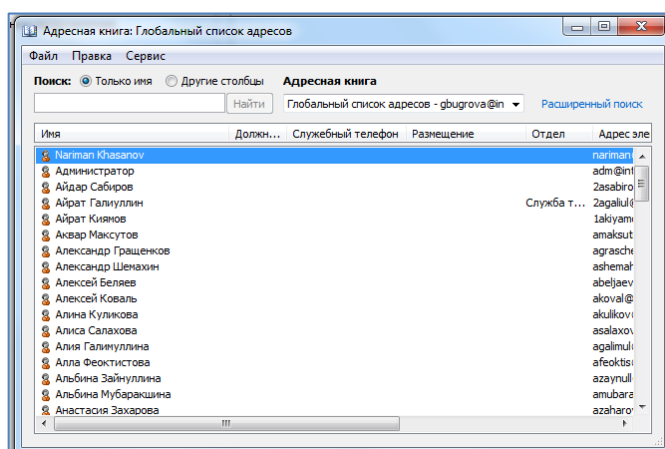 Адресная книга: Глобальный список адресов
Файл Правка Сервис
Поиск: Только имя Другие столбцы Адресная книга
Найти Глобальный список адресов - gbugrova@in Расширенный поиск
Имя Должн... Служебный телефон Размещение Отдел Адрес эле
Nariman Khasanov nariman
Администратор adm@int
Айдар Сабиров 2asabiro
Айрат Галиуллин Служба т... 2agaliul@
Айрат Киямов 1akiyam
Аквар Максутов amaksut
Александр Гращенков agrasche
Александр Шемахин ashemah
Алексей Беляев abeljaev
Алексей Коваль akoval@
Алина Куликова akulikov
Алиса Салахова asalaxov
Алия Галимуллина agalimul
Алла Феоктистова afeoktis
Альбина Зайнуллина azaynull
Альбина Мубаракшина amubara
Анастасия Захарова azaharo